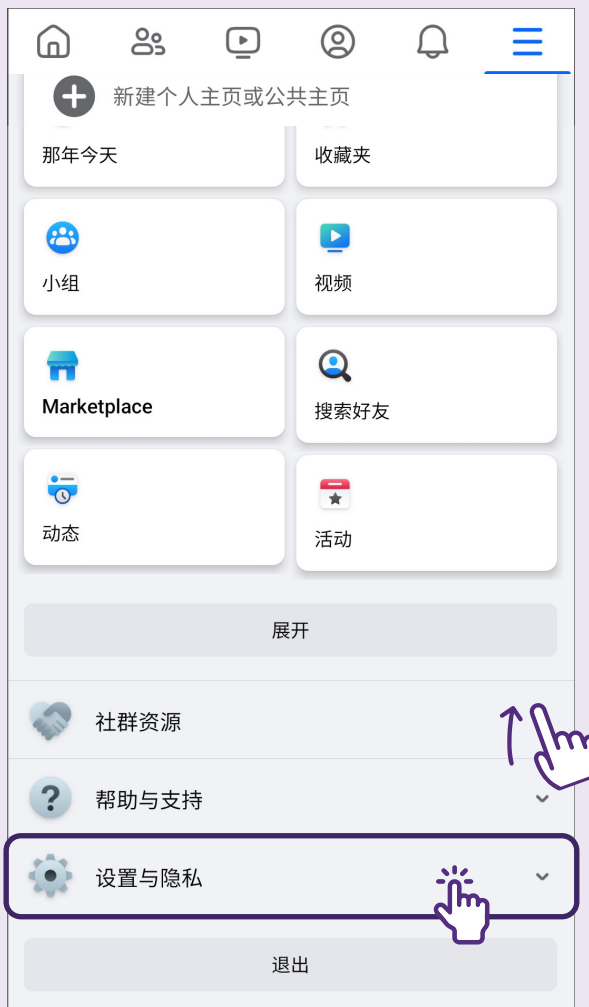 新建个人主页或公共主页
那年今天
收藏夹
小组
视频
Marketplace
搜索好友
动态
活动
展开
社群资源
帮助与支持
设置与隐私
退出